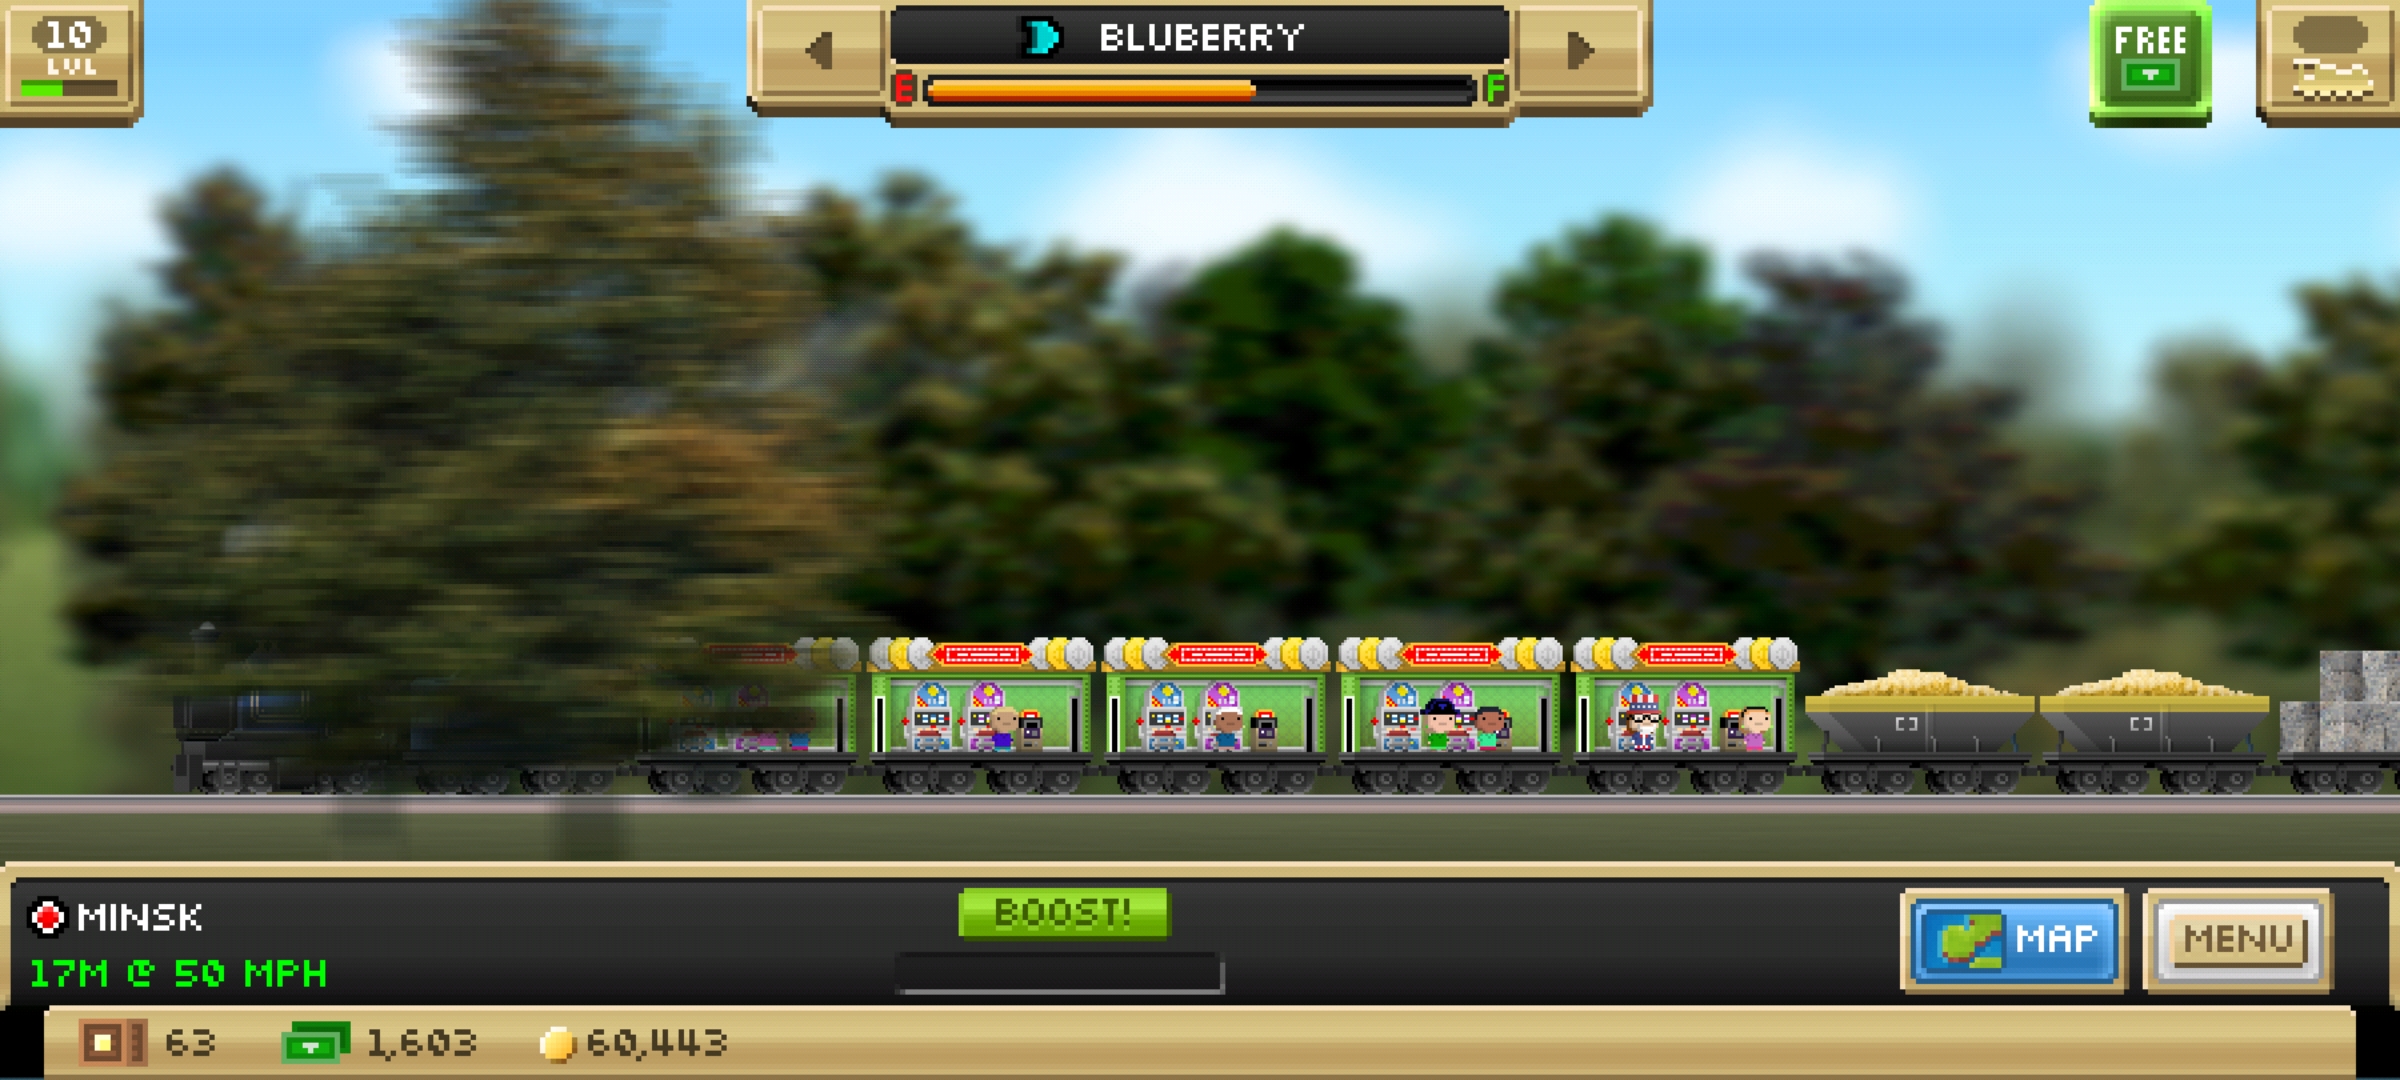 10
LVL
BLUBERRY
E F
FREE
MINSK
17M @ 50 MPH
BOOST!
MAP
MENU
63 1,603 60,443